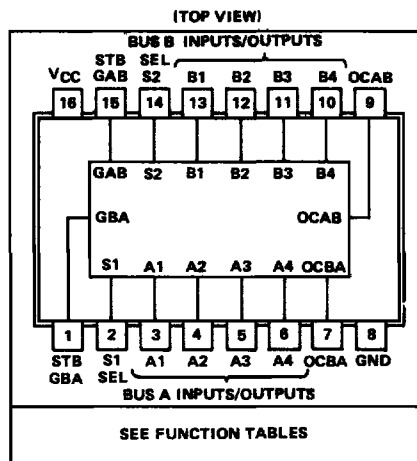 (TOP VIEW)
BUS B INPUTS/OUTPUTS
STB SEL
VCC GAB S2 B1 B2 B3 B4 OCAB
16 15 14 13 12 11 10 9
GAB S2 B1 B2 B3 B4
GBA OCAB
S1 A1 A2 A3 A4 OCBA
1 2 3 4 5 6 7 8
STB S1 A1 A2 A3 A4 OCBA GND
GBA SEL
BUS A INPUTS/OUTPUTS
SEE FUNCTION TABLES